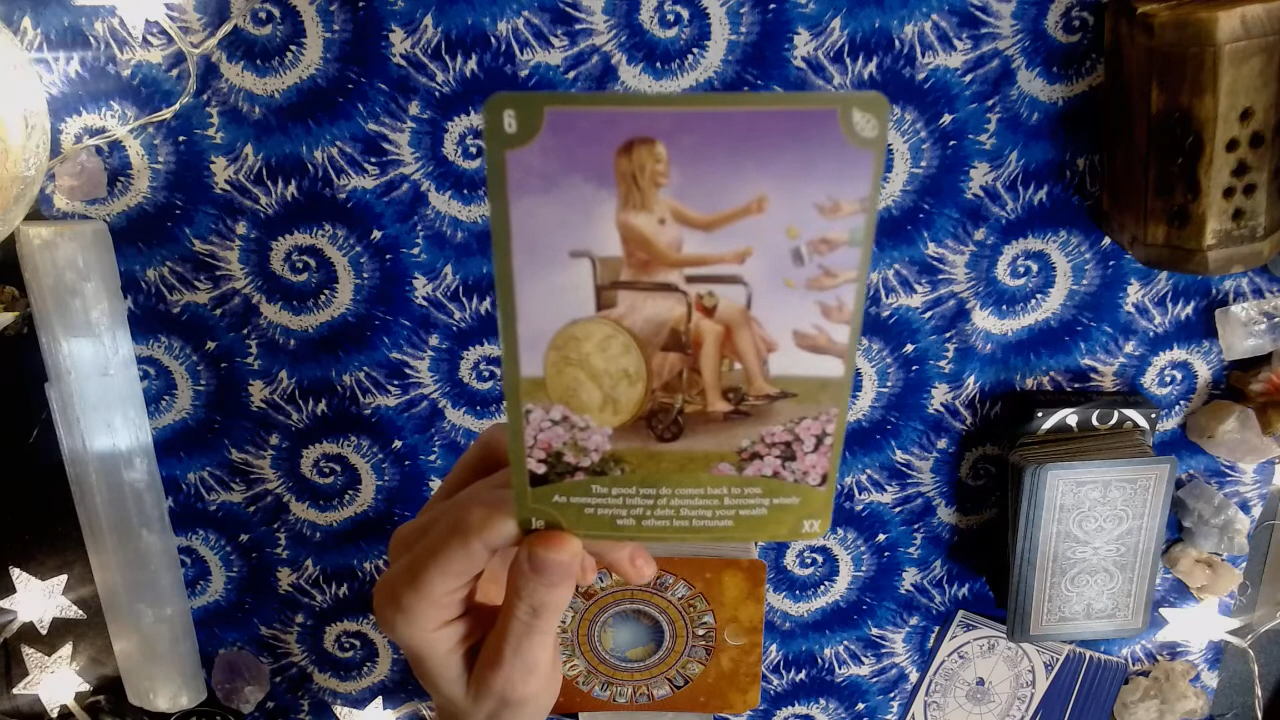 6
The good you do comes back to you.
An unexpected inflow of abundance. Borrowing wisely
or paying off a debt. Sharing your wealth
with others less fortunate.
Je
XX